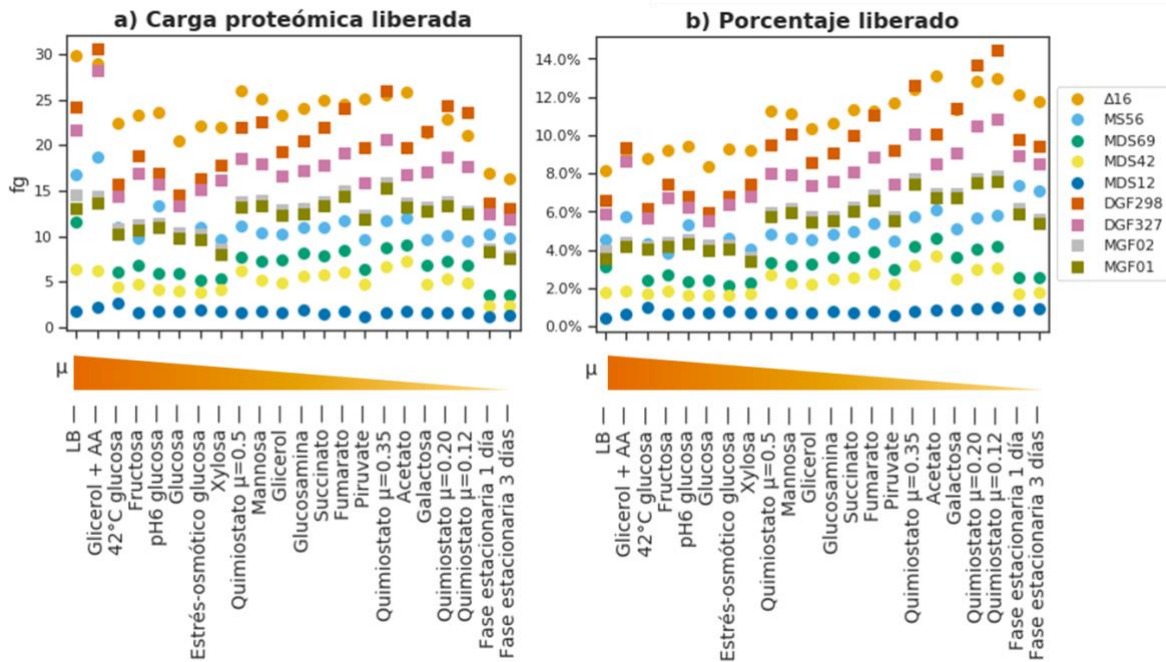 a) Carga proteómica liberada
fg
30
25
20
15
10
5
0
μ
LB
Glicerol + AA
42°C glucosa
Fructosa
pH6 glucosa
Glucosa
Estrés-osmótico glucosa
Xylosa
Quimiostato μ=0.5
Mannosa
Glicerol
Glucosamina
Succinato
Fumarato
Piruvate
Quimiostato μ=0.35
Acetato
Galactosa
Quimiostato μ=0.20
Quimiostato μ=0.12
Fase estacionaria 1 día
Fase estacionaria 3 días
b) Porcentaje liberado
14.0%
12.0%
10.0%
8.0%
6.0%
4.0%
2.0%
0.0%
μ
LB
Glicerol + AA
42°C glucosa
Fructosa
pH6 glucosa
Glucosa
Estrés-osmótico glucosa
Xylosa
Quimiostato μ=0.5
Mannosa
Glicerol
Glucosamina
Succinato
Fumarato
Piruvate
Quimiostato μ=0.35
Acetato
Galactosa
Quimiostato μ=0.20
Quimiostato μ=0.12
Fase estacionaria 1 día
Fase estacionaria 3 días
Δ16
MS56
MDS69
MDS42
MDS12
DGF298
DGF327
MGF02
MGF01